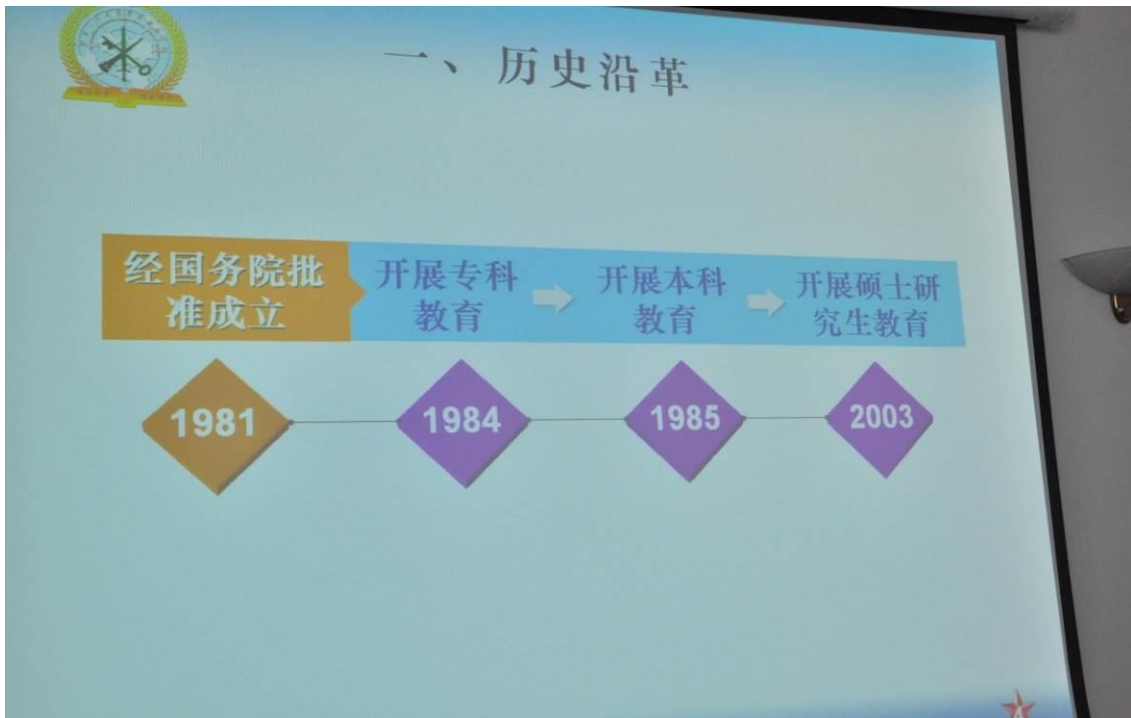 一、历史沿革
经国务院批
准成立
开展专科
教育
开展本科
教育
开展硕士研
究生教育
1981
1984
1985
2003